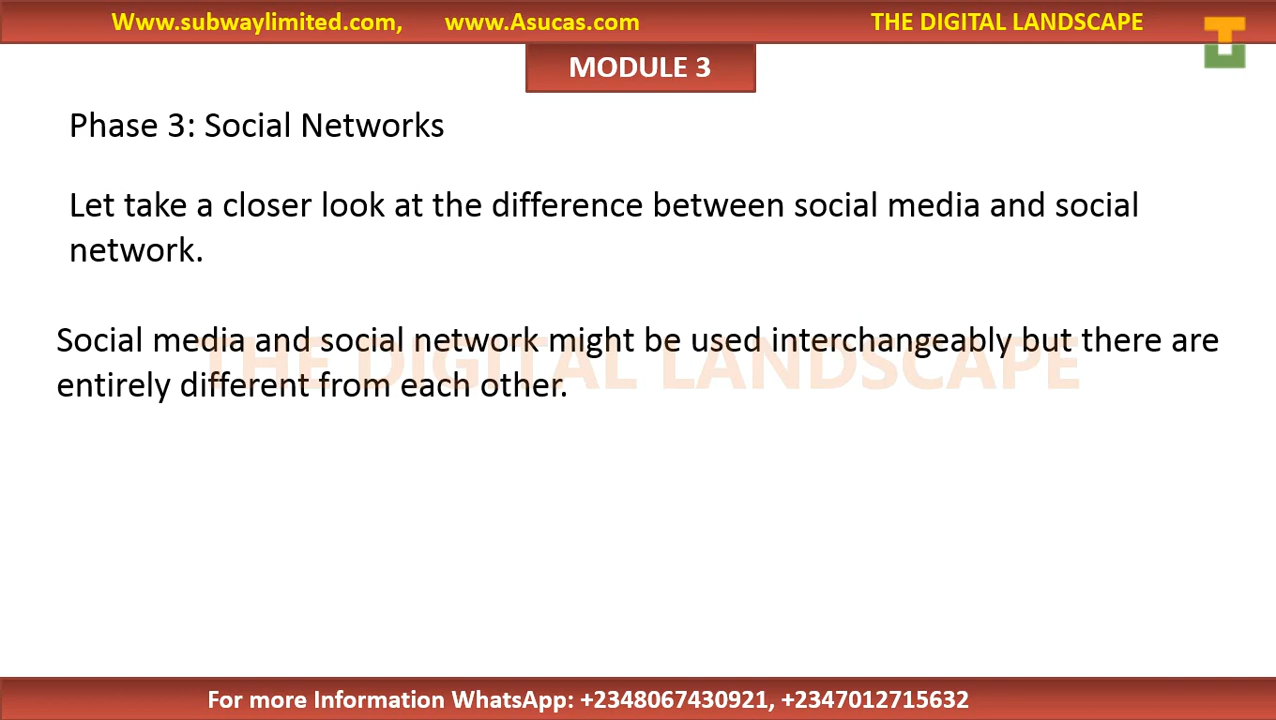 Www.subwaylimited.com, www.Asucas.com THE DIGITAL LANDSCAPE
MODULE 3
Phase 3: Social Networks
Let take a closer look at the difference between social media and social
network.
Social media and social network might be used interchangeably but there are
entirely different from each other.
THE DIGITAL LANDSCAPE
For more Information WhatsApp: +2348067430921, +2347012715632